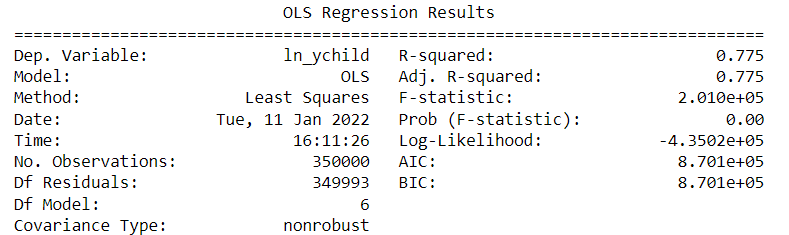 OLS Regression Results
==============================================================================
Dep. Variable: ln_ychild R-squared: 0.775
Model: OLS Adj. R-squared: 0.775
Method: Least Squares F-statistic: 2.010e+05
Date: Tue, 11 Jan 2022 Prob (F-statistic): 0.00
Time: 16:11:26 Log-Likelihood: -4.3502e+05
No. Observations: 350000 AIC: 8.701e+05
Df Residuals: 349993 BIC: 8.701e+05
Df Model: 6
Covariance Type: nonrobust